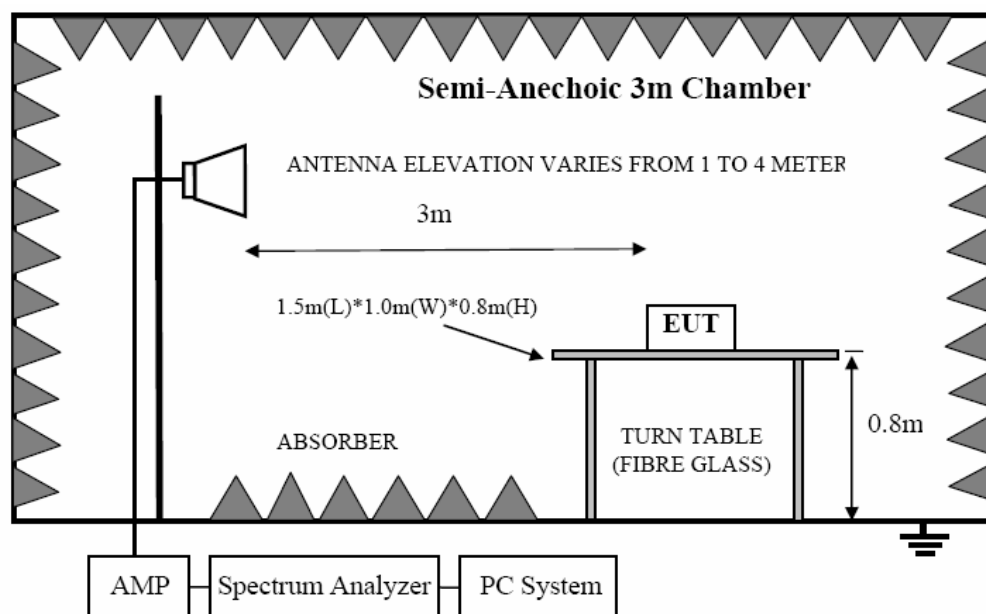 Semi-Anechoic 3m Chamber
ANTENNA ELEVATION VARIES FROM 1 TO 4 METER
3m
1.5m(L)*1.0m(W)*0.8m(H)
EUT
0.8m
ABSORBER
TURN TABLE
(FIBRE GLASS)
AMP
Spectrum Analyzer
PC System